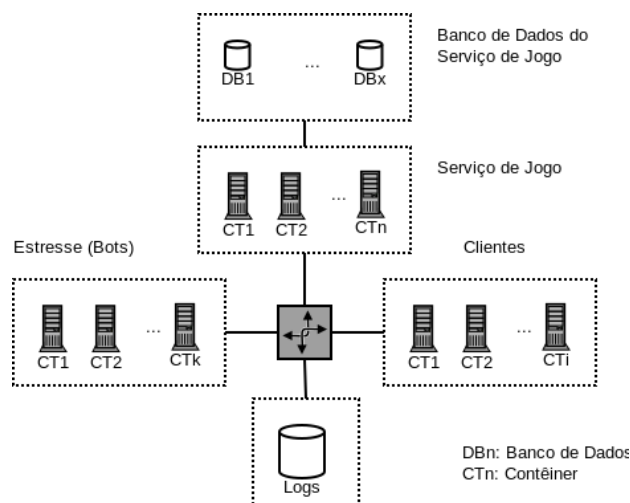 Banco de Dados do
Serviço de Jogo
DB1
...
DBx
Serviço de Jogo
CT1
CT2
...
CTn
Estresse (Bots)
Clientes
CT1
CT2
...
CTk
CT1
CT2
...
CTi
Logs
DBn: Banco de Dados
CTn: Contêiner